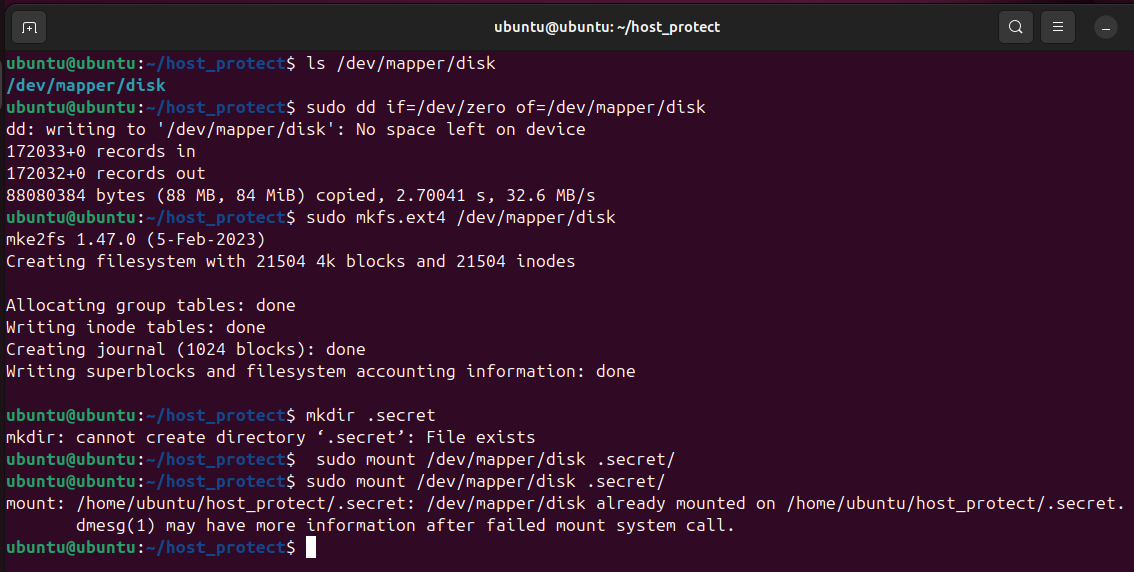 ubuntu@ubuntu: ~/host_protect
ubuntu@ubuntu:~/host_protect$ ls /dev/mapper/disk
/dev/mapper/disk
ubuntu@ubuntu:~/host_protect$ sudo dd if=/dev/zero of=/dev/mapper/disk
dd: writing to '/dev/mapper/disk': No space left on device
172033+0 records in
172032+0 records out
88080384 bytes (88 MB, 84 MiB) copied, 2.70041 s, 32.6 MB/s
ubuntu@ubuntu:~/host_protect$ sudo mkfs.ext4 /dev/mapper/disk
mke2fs 1.47.0 (5-Feb-2023)
Creating filesystem with 21504 4k blocks and 21504 inodes

Allocating group tables: done
Writing inode tables: done
Creating journal (1024 blocks): done
Writing superblocks and filesystem accounting information: done

ubuntu@ubuntu:~/host_protect$ mkdir .secret
mkdir: cannot create directory ‘.secret’: File exists
ubuntu@ubuntu:~/host_protect$  sudo mount /dev/mapper/disk .secret/
ubuntu@ubuntu:~/host_protect$ sudo mount /dev/mapper/disk .secret/
mount: /home/ubuntu/host_protect/.secret: /dev/mapper/disk already mounted on /home/ubuntu/host_protect/.secret.
       dmesg(1) may have more information after failed mount system call.
ubuntu@ubuntu:~/host_protect$